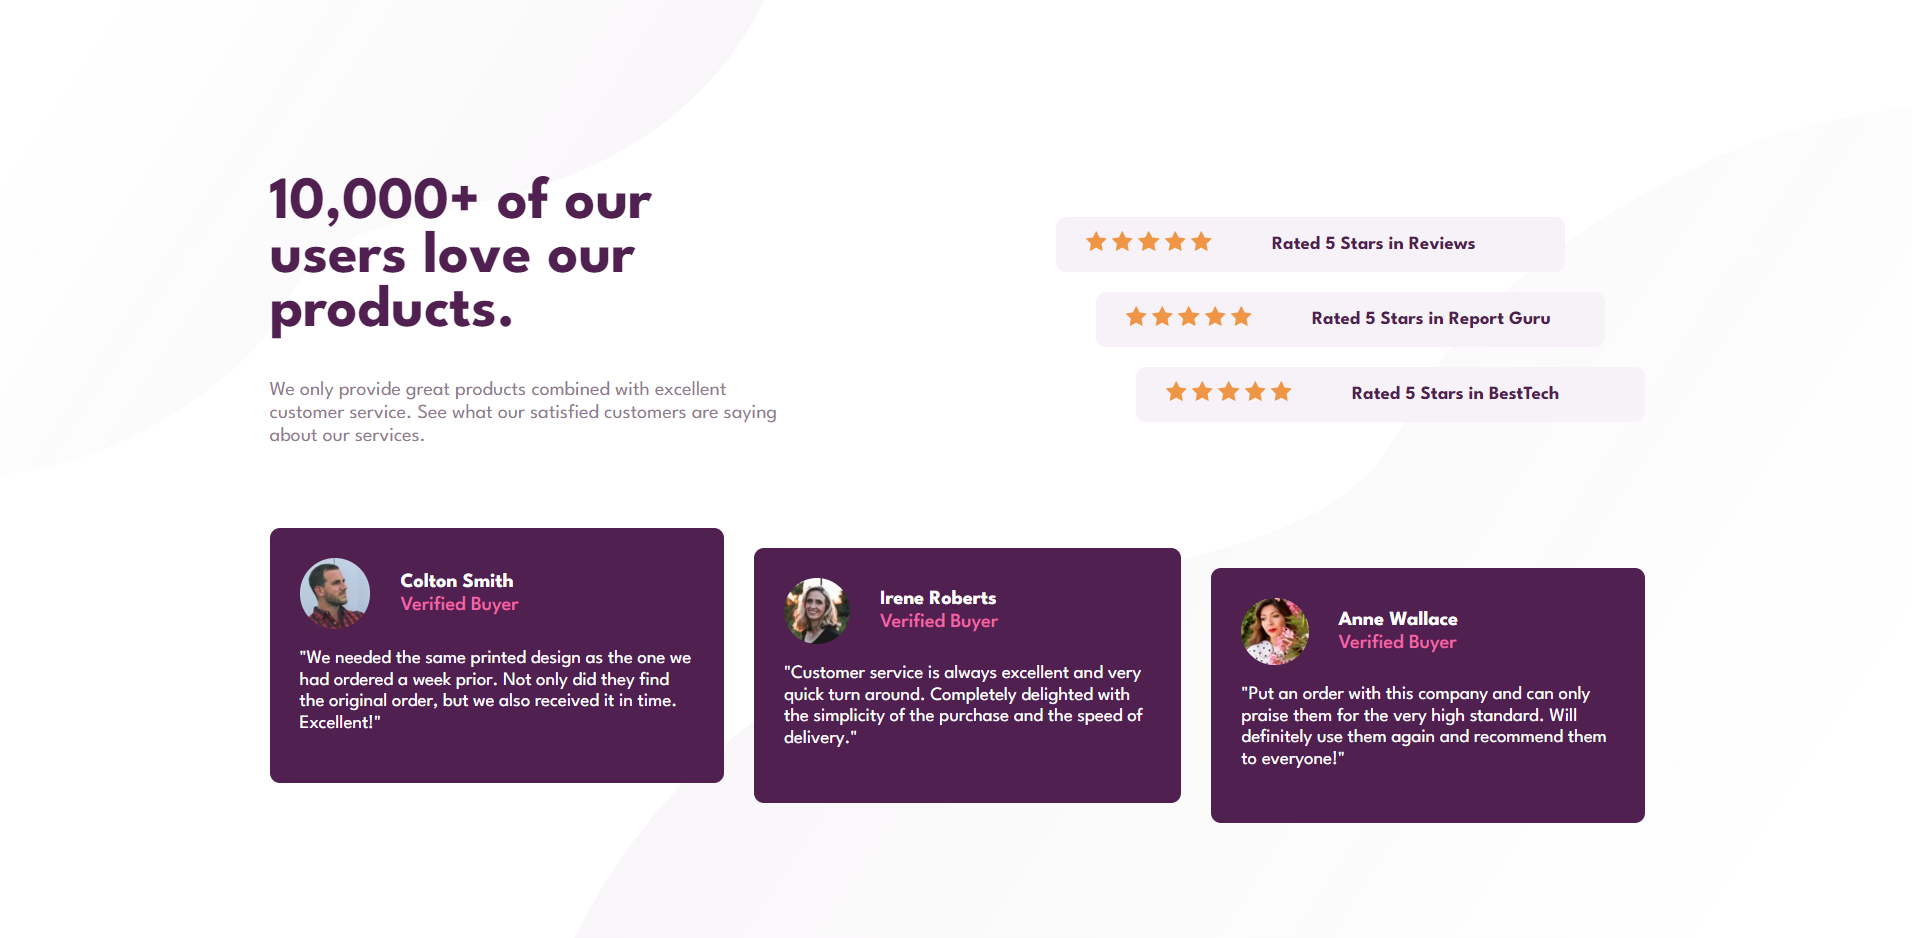 10,000+ of our
users love our
products.
We only provide great products combined with excellent
customer service. See what our satisfied customers are saying
about our services.
Rated 5 Stars in Reviews
Rated 5 Stars in Report Guru
Rated 5 Stars in BestTech
Colton Smith
Verified Buyer
"We needed the same printed design as the one we
had ordered a week prior. Not only did they find
the original order, but we also received it in time.
Excellent!"
Irene Roberts
Verified Buyer
"Customer service is always excellent and very
quick turn around. Completely delighted with
the simplicity of the purchase and the speed of
delivery."
Anne Wallace
Verified Buyer
"Put an order with this company and can only
praise them for the very high standard. Will
definitely use them again and recommend them
to everyone!"